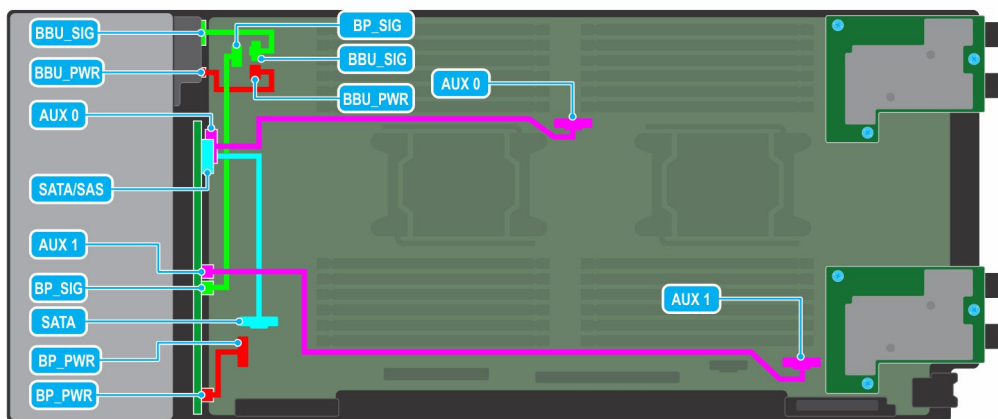 BBU_SIG
BP_SIG
BBU_SIG
BBU_PWR
AUX 0
BBU_PWR
AUX 0
SATA/SAS
AUX 1
BP_SIG
AUX 1
SATA
BP_PWR
BP_PWR